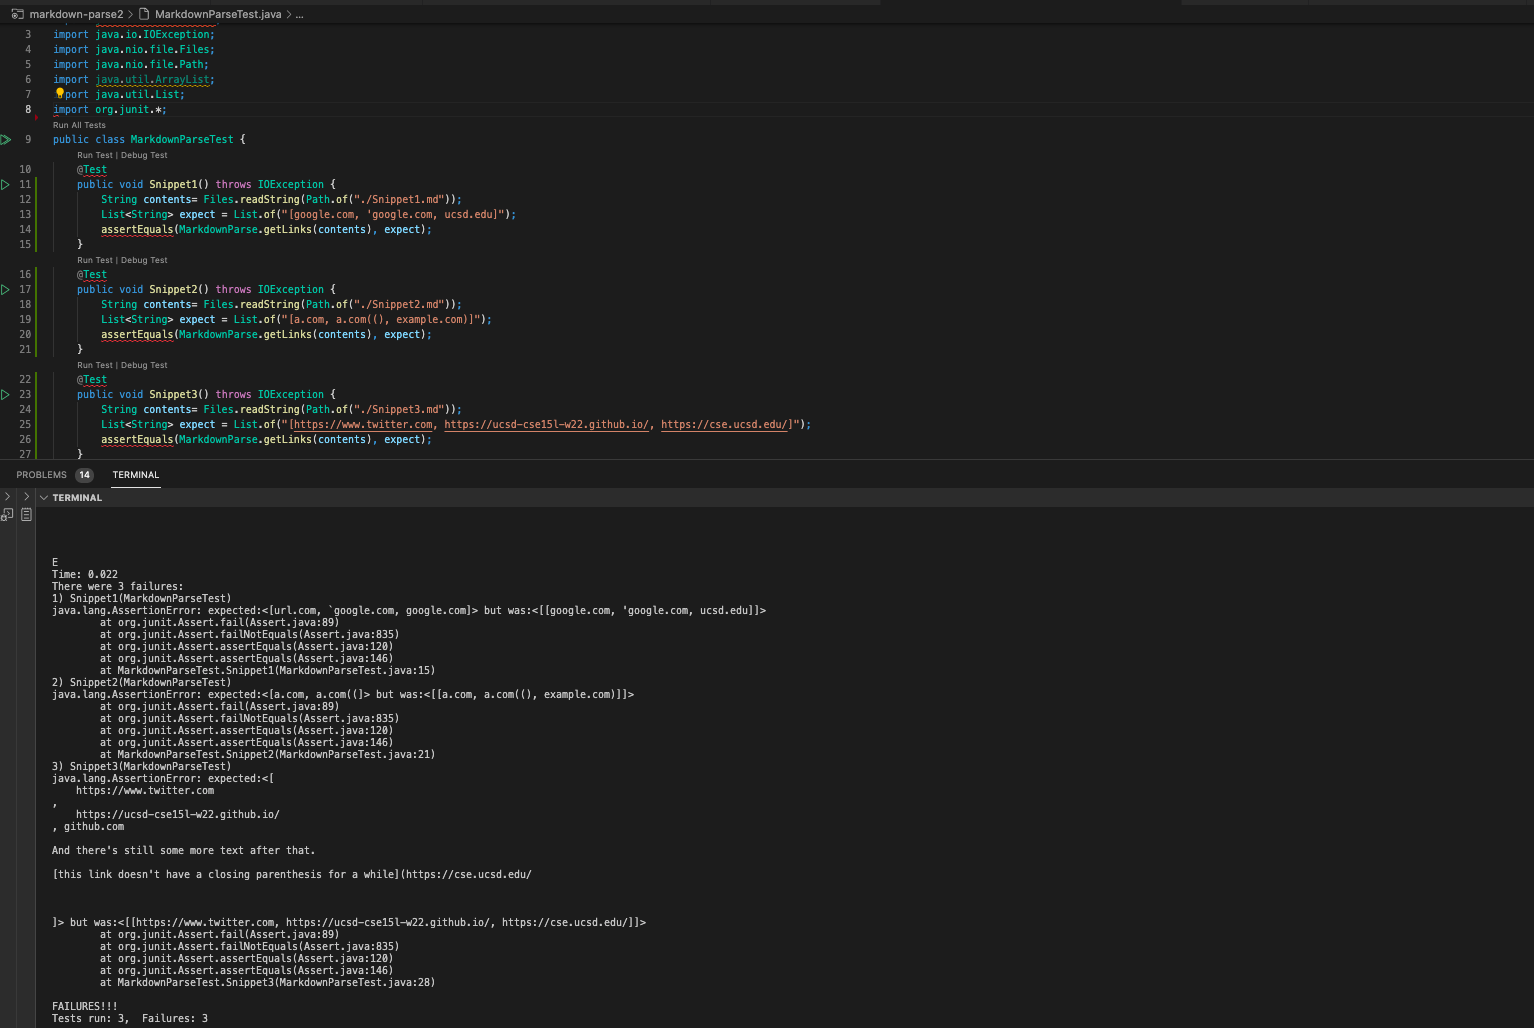 markdown-parse2 > MarkdownParseTest.java > ...
3 import java.io.IOException;
4 import java.nio.file.Files;
5 import java.nio.file.Path;
6 import java.util.ArrayList;
7 port java.util.List;
8 import org.junit.*;
Run All Tests
9 public class MarkdownParseTest {
Run Test | Debug Test
10 @Test
11 public void Snippet1() throws IOException {
12 String contents= Files.readString(Path.of("./Snippet1.md"));
13 List<String> expect = List.of("[google.com, 'google.com, ucsd.edu]");
14 assertEquals(MarkdownParse.getLinks(contents), expect);
15 }
Run Test | Debug Test
16 @Test
17 public void Snippet2() throws IOException {
18 String contents= Files.readString(Path.of("./Snippet2.md"));
19 List<String> expect = List.of("[a.com, a.com((), example.com)]");
20 assertEquals(MarkdownParse.getLinks(contents), expect);
21 }
Run Test | Debug Test
22 @Test
23 public void Snippet3() throws IOException {
24 String contents= Files.readString(Path.of("./Snippet3.md"));
25 List<String> expect = List.of("[https://www.twitter.com, https://ucsd-cse15l-w22.github.io/, https://cse.ucsd.edu/]");
26 assertEquals(MarkdownParse.getLinks(contents), expect);
27 }
PROBLEMS 14 TERMINAL
TERMINAL
E
Time: 0.022
There were 3 failures:
1) Snippet1(MarkdownParseTest)
java.lang.AssertionError: expected:<[url.com, `google.com, google.com]> but was:<[[google.com, 'google.com, ucsd.edu]]>
at org.junit.Assert.fail(Assert.java:89)
at org.junit.Assert.failNotEquals(Assert.java:835)
at org.junit.Assert.assertEquals(Assert.java:120)
at org.junit.Assert.assertEquals(Assert.java:146)
at MarkdownParseTest.Snippet1(MarkdownParseTest.java:15)
2) Snippet2(MarkdownParseTest)
java.lang.AssertionError: expected:<[a.com, a.com((]> but was:<[[a.com, a.com((), example.com)]]>
at org.junit.Assert.fail(Assert.java:89)
at org.junit.Assert.failNotEquals(Assert.java:835)
at org.junit.Assert.assertEquals(Assert.java:120)
at org.junit.Assert.assertEquals(Assert.java:146)
at MarkdownParseTest.Snippet2(MarkdownParseTest.java:21)
3) Snippet3(MarkdownParseTest)
java.lang.AssertionError: expected:<[
https://www.twitter.com
,
https://ucsd-cse15l-w22.github.io/
, github.com
And there's still some more text after that.
[this link doesn't have a closing parenthesis for a while](https://cse.ucsd.edu/
]> but was:<[[https://www.twitter.com, https://ucsd-cse15l-w22.github.io/, https://cse.ucsd.edu/]]>
at org.junit.Assert.fail(Assert.java:89)
at org.junit.Assert.failNotEquals(Assert.java:835)
at org.junit.Assert.assertEquals(Assert.java:120)
at org.junit.Assert.assertEquals(Assert.java:146)
at MarkdownParseTest.Snippet3(MarkdownParseTest.java:28)
FAILURES!!!
Tests run: 3,  Failures: 3